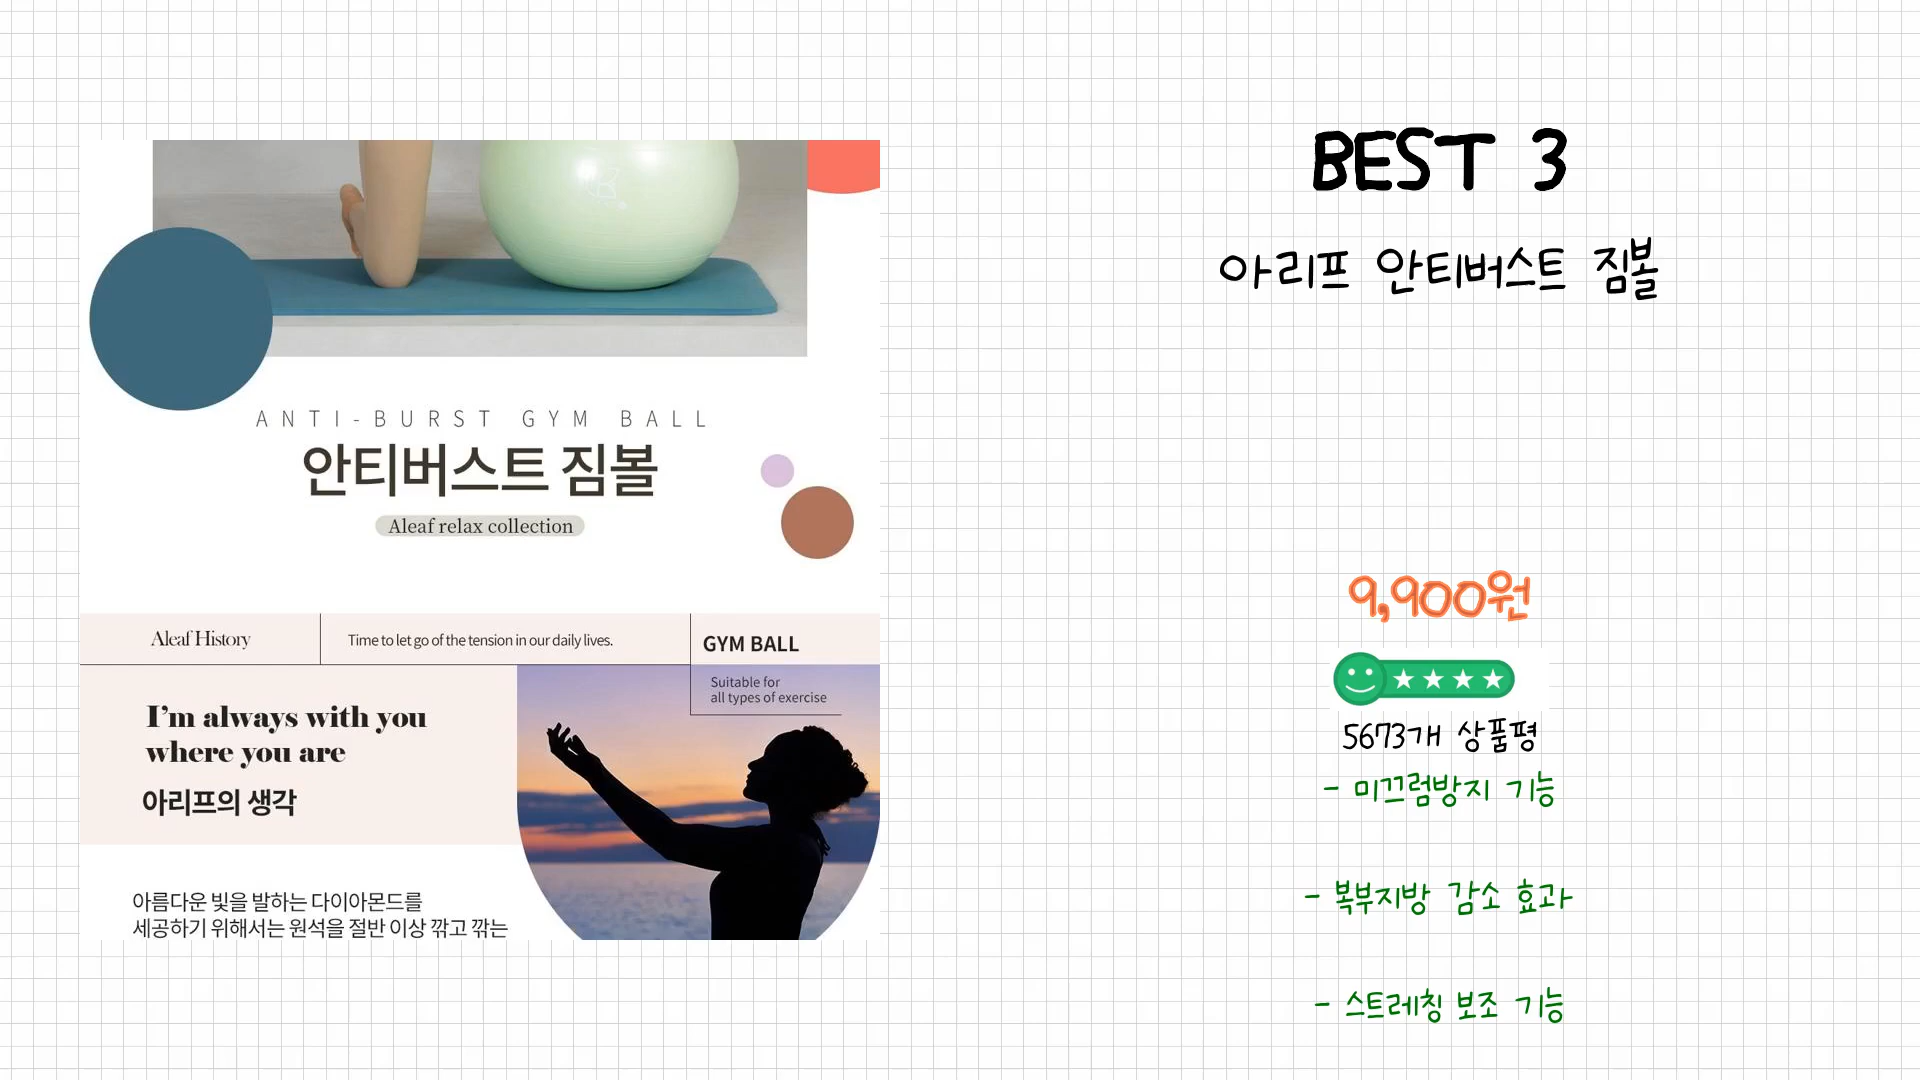 ANTI-BURST GYM BALL
안티버스트 짐볼
Aleaf relax collection
Aleaf History
Time to let go of the tension in our daily lives.
GYM BALL
Suitable for
all types of exercise
I'm always with you
where you are
아리프의 생각
아름다운 빛을 발하는 다이아몬드를
세공하기 위해서는 원석을 절반 이상 깎고 깎는
BEST 3
아리프 안티버스트 짐볼
9,900원
5673개 상품평
- 미끄럼방지 기능
- 복부지방 감소 효과
- 스트레칭 보조 기능